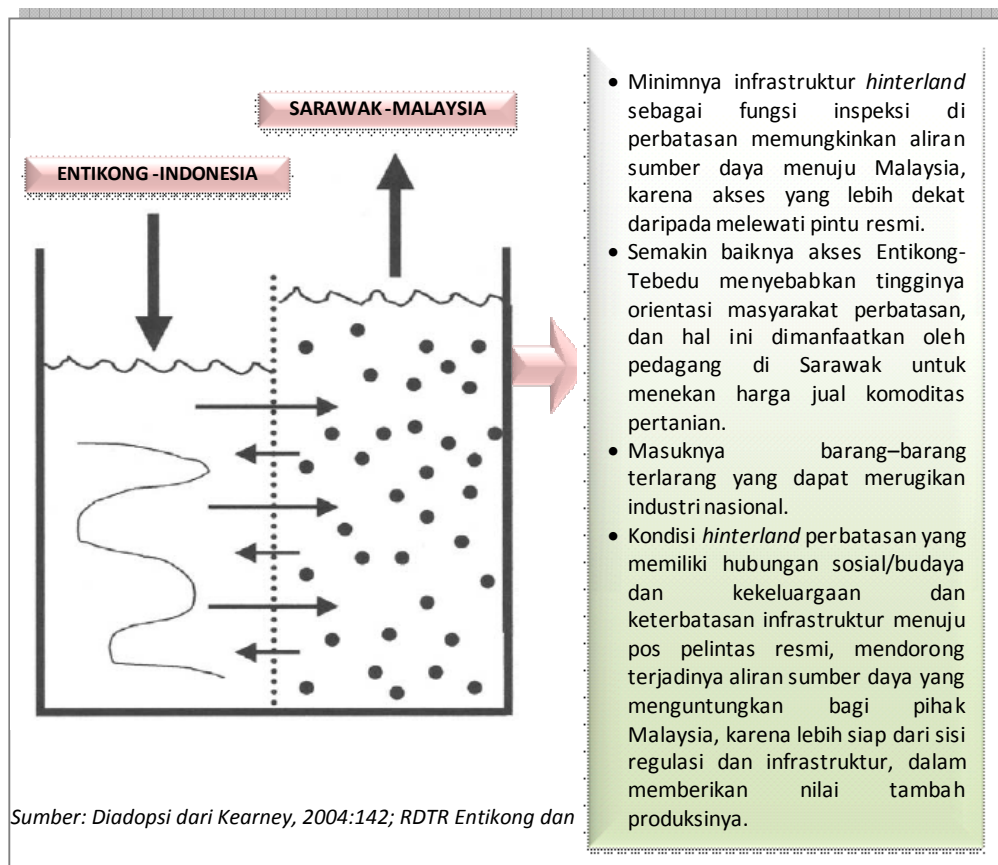 SARAWAK-MALAYSIA
ENTIKONG-INDONESIA
• Minimnya infrastruktur hinterland
sebagai fungsi inspeksi di
perbatasan memungkinkan aliran
sumber daya menuju Malaysia,
karena akses yang lebih dekat
daripada melewati pintu resmi.
• Semakin baiknya akses Entikong-
Tebedu menyebabkan tingginya
orientasi masyarakat perbatasan,
dan hal ini dimanfaatkan oleh
pedagang di Sarawak untuk
menekan harga jual komoditas
pertanian.
• Masuknya barang–barang
terlarang yang dapat merugikan
industri nasional.
• Kondisi hinterland perbatasan yang
memiliki hubungan sosial/budaya
dan kekeluargaan dan
keterbatasan infrastruktur menuju
pos pelintas resmi, mendorong
terjadinya aliran sumber daya yang
menguntungkan bagi pihak
Malaysia, karena lebih siap dari sisi
regulasi dan infrastruktur, dalam
memberikan nilai tambah
produksinya.
Sumber: Diadopsi dari Kearney, 2004:142; RDTR Entikong dan